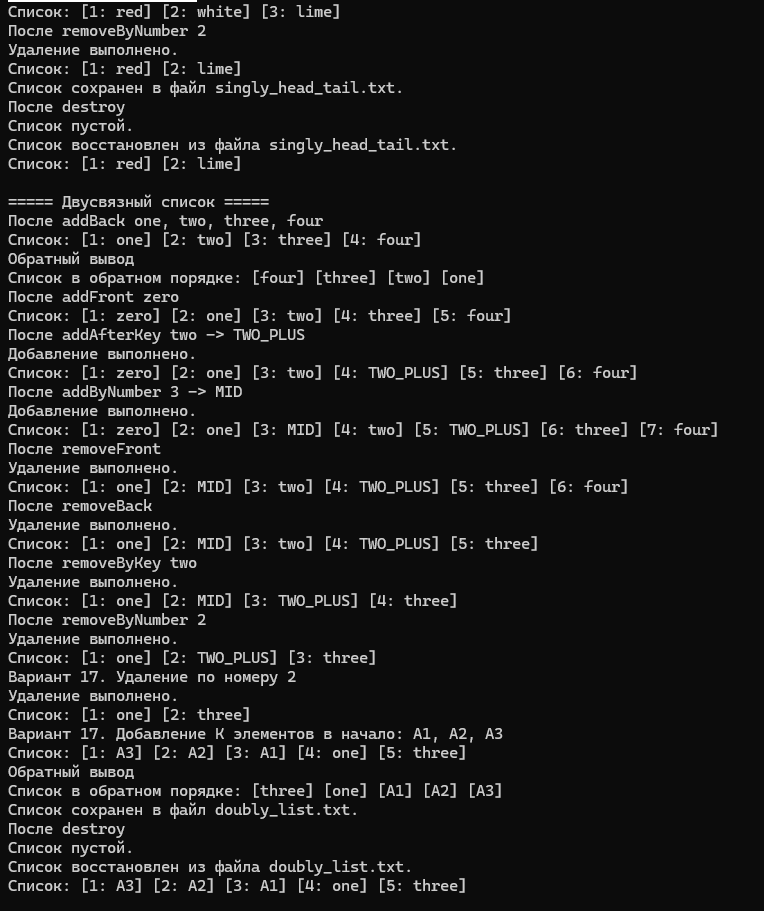 Список: [1: red] [2: white] [3: lime]
После removeByNumber 2
Удаление выполнено.
Список: [1: red] [2: lime]
Список сохранен в файл singly_head_tail.txt.
После destroy
Список пустой.
Список восстановлен из файла singly_head_tail.txt.
Список: [1: red] [2: lime]

===== Двусвязный список =====
После addBack one, two, three, four
Список: [1: one] [2: two] [3: three] [4: four]
Обратный вывод
Список в обратном порядке: [four] [three] [two] [one]
После addFront zero
Список: [1: zero] [2: one] [3: two] [4: three] [5: four]
После addAfterKey two -> TWO_PLUS
Добавление выполнено.
Список: [1: zero] [2: one] [3: two] [4: TWO_PLUS] [5: three] [6: four]
После addByNumber 3 -> MID
Добавление выполнено.
Список: [1: zero] [2: one] [3: MID] [4: two] [5: TWO_PLUS] [6: three] [7: four]
После removeFront
Удаление выполнено.
Список: [1: one] [2: MID] [3: two] [4: TWO_PLUS] [5: three] [6: four]
После removeBack
Удаление выполнено.
Список: [1: one] [2: MID] [3: two] [4: TWO_PLUS] [5: three]
После removeByKey two
Удаление выполнено.
Список: [1: one] [2: MID] [3: TWO_PLUS] [4: three]
После removeByNumber 2
Удаление выполнено.
Список: [1: one] [2: TWO_PLUS] [3: three]
Вариант 17. Удаление по номеру 2
Удаление выполнено.
Список: [1: one] [2: three]
Вариант 17. Добавление К элементов в начало: A1, A2, A3
Список: [1: A3] [2: A2] [3: A1] [4: one] [5: three]
Обратный вывод
Список в обратном порядке: [three] [one] [A1] [A2] [A3]
Список сохранен в файл doubly_list.txt.
После destroy
Список пустой.
Список восстановлен из файла doubly_list.txt.
Список: [1: A3] [2: A2] [3: A1] [4: one] [5: three]